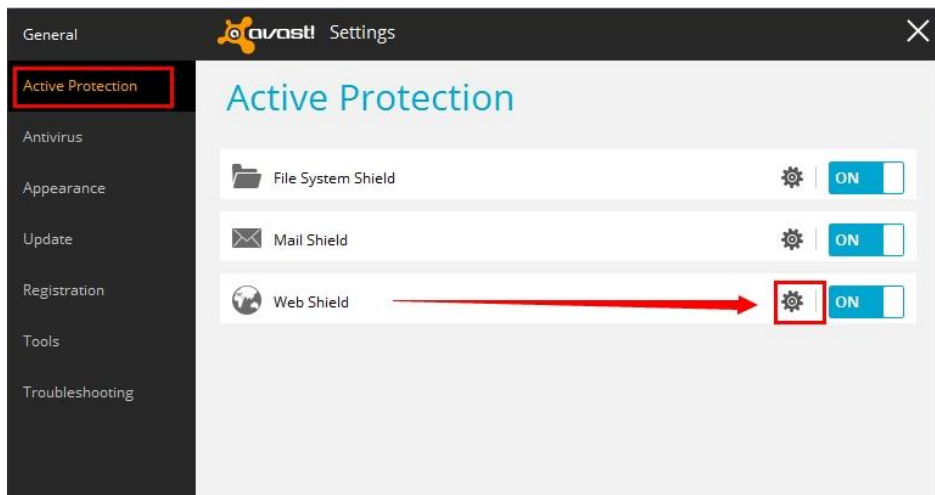 General
avast! Settings
Active Protection
Antivirus
Appearance
Update
Registration
Tools
Troubleshooting
Active Protection
File System Shield ON
Mail Shield ON
Web Shield ON